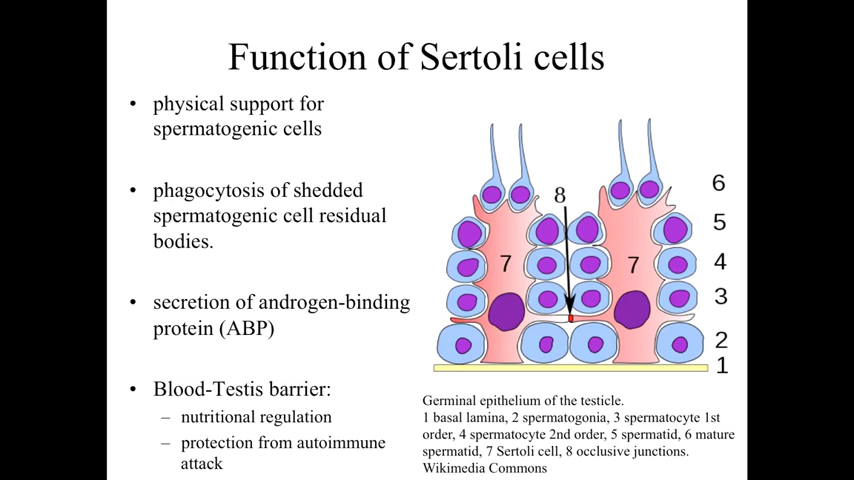 Function of Sertoli cells
• physical support for
spermatogenic cells
• phagocytosis of shedded
spermatogenic cell residual
bodies.
• secretion of androgen-binding
protein (ABP)
• Blood-Testis barrier:
– nutritional regulation
– protection from autoimmune
attack
6
8
5
7
7
4
3
2
1
Germinal epithelium of the testicle.
1 basal lamina, 2 spermatogonia, 3 spermatocyte 1st
order, 4 spermatocyte 2nd order, 5 spermatid, 6 mature
spermatid, 7 Sertoli cell, 8 occlusive junctions.
Wikimedia Commons